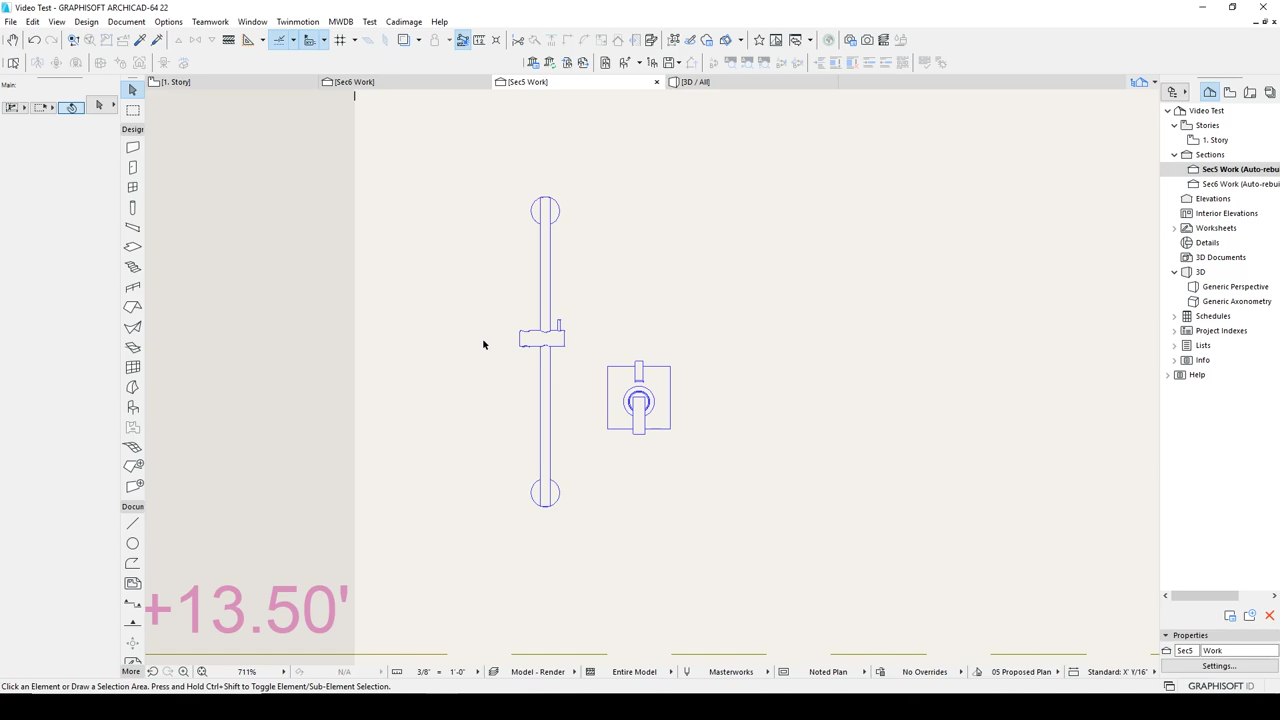 Video Test - GRAPHISOFT ARCHICAD-64 22
File Edit View Design Document Options Teamwork Window Twinmotion MWDB Test Cadimage Help
Main:
[1. Story] [Sec6 Work] [Sec5 Work] [3D / All]
Desigr
Docun
More
+13.50'
Video Test
Stories
1. Story
Sections
Sec5 Work (Auto-rebu
Sec6 Work (Auto-rebui
Elevations
Interior Elevations
Worksheets
Details
3D Documents
3D
Generic Perspective
Generic Axonometry
Schedules
Project Indexes
Lists
Info
Help
Properties
Sec5 Work
Settings...
711% N/A 3/8" = 1'-0" Model - Render Entire Model Masterworks Noted Plan No Overrides 05 Proposed Plan Standard: X' Y/16"
Click an Element or Draw a Selection Area. Press and Hold Ctrl+Shift to Toggle Element/Sub-Element Selection.
GRAPHISOFT ID